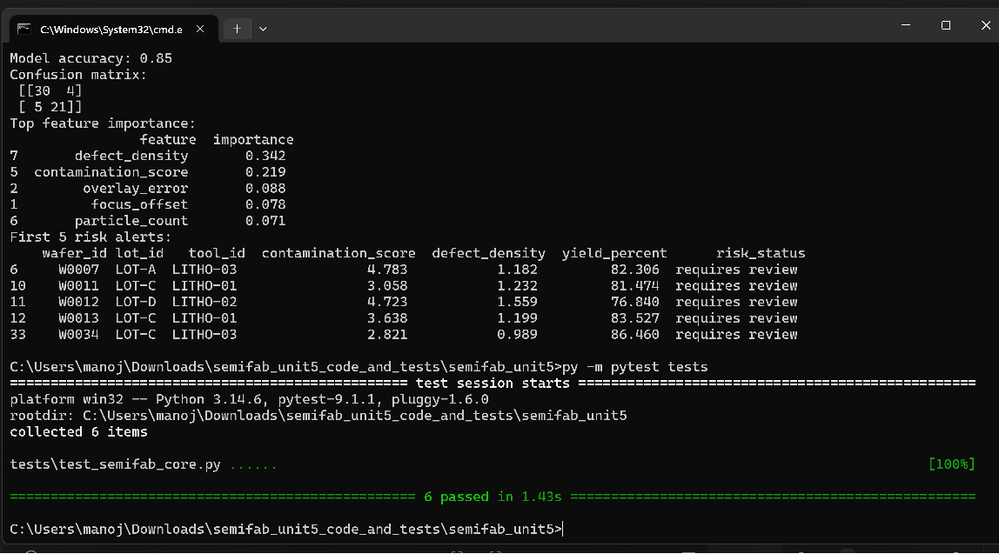 C:\Windows\System32\cmd.e
Model accuracy: 0.85
Confusion matrix:
[[30  4]
[ 5 21]]
Top feature importance:
feature  importance
7       defect_density       0.342
5  contamination_score       0.219
2        overlay_error       0.088
1         focus_offset       0.078
6       particle_count       0.071
First 5 risk alerts:
wafer_id lot_id   tool_id  contamination_score  defect_density  yield_percent      risk_status
6     W0007  LOT-A  LITHO-03                4.783           1.182         82.306  requires review
10    W0011  LOT-C  LITHO-01                3.058           1.232         81.474  requires review
11    W0012  LOT-D  LITHO-02                4.723           1.559         76.840  requires review
12    W0013  LOT-C  LITHO-01                3.638           1.199         83.527  requires review
33    W0034  LOT-C  LITHO-03                2.821           0.989         86.460  requires review
C:\Users\manoj\Downloads\semifab_unit5_code_and_tests\semifab_unit5>py -m pytest tests
================================================= test session starts =================================================
platform win32 -- Python 3.14.6, pytest-9.1.1, pluggy-1.6.0
rootdir: C:\Users\manoj\Downloads\semifab_unit5_code_and_tests\semifab_unit5
collected 6 items
tests\test_semifab_core.py ......                                                                                [100%]
================================================== 6 passed in 1.43s ==================================================
C:\Users\manoj\Downloads\semifab_unit5_code_and_tests\semifab_unit5>